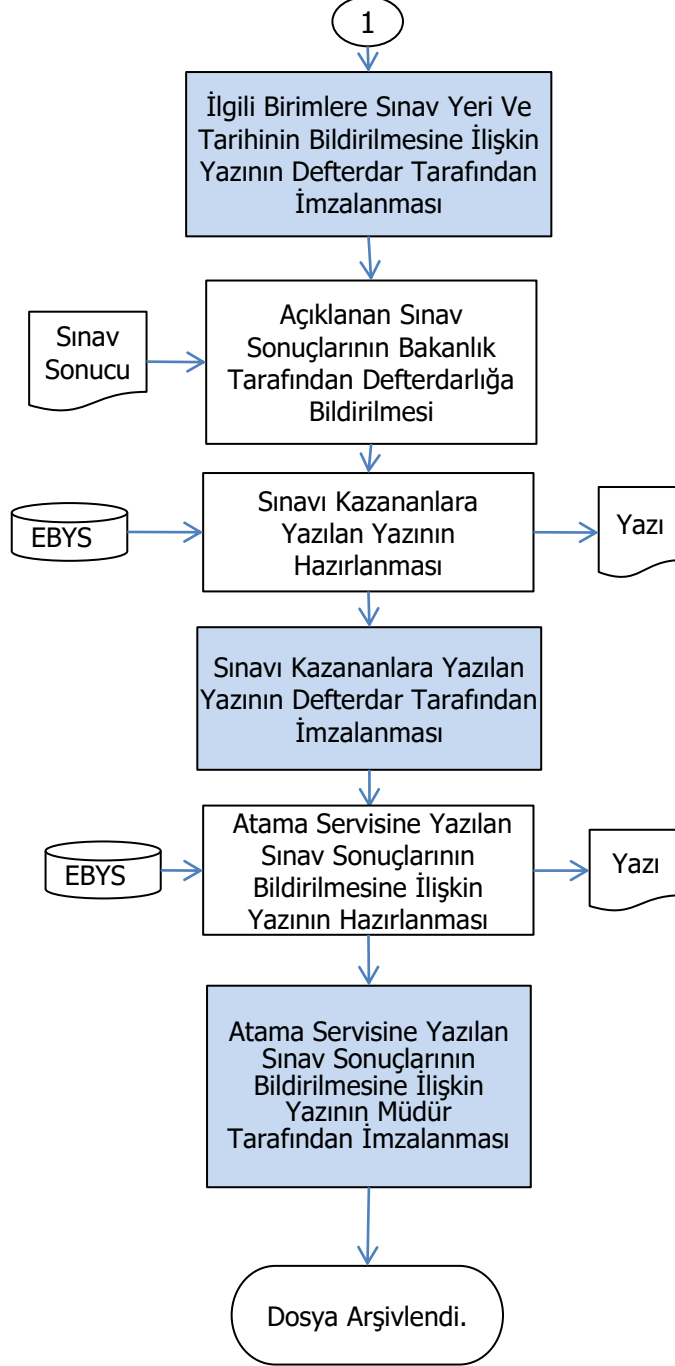 1
İlgili Birimlere Sınav Yeri Ve
Tarihinin Bildirilmesine İlişkin
Yazının Defterdar Tarafından
İmzalanması
Sınav
Sonucu
Açıklanan Sınav
Sonuçlarının Bakanlık
Tarafından Defterdarlığa
Bildirilmesi
EBYS
Sınavı Kazananlara
Yazılan Yazının
Hazırlanması
Yazı
Sınavı Kazananlara Yazılan
Yazının Defterdar Tarafından
İmzalanması
EBYS
Atama Servisine Yazılan
Sınav Sonuçlarının
Bildirilmesine İlişkin
Yazının Hazırlanması
Yazı
Atama Servisine Yazılan
Sınav Sonuçlarının
Bildirilmesine İlişkin
Yazının Müdür
Tarafından İmzalanması
Dosya Arşivlendi.